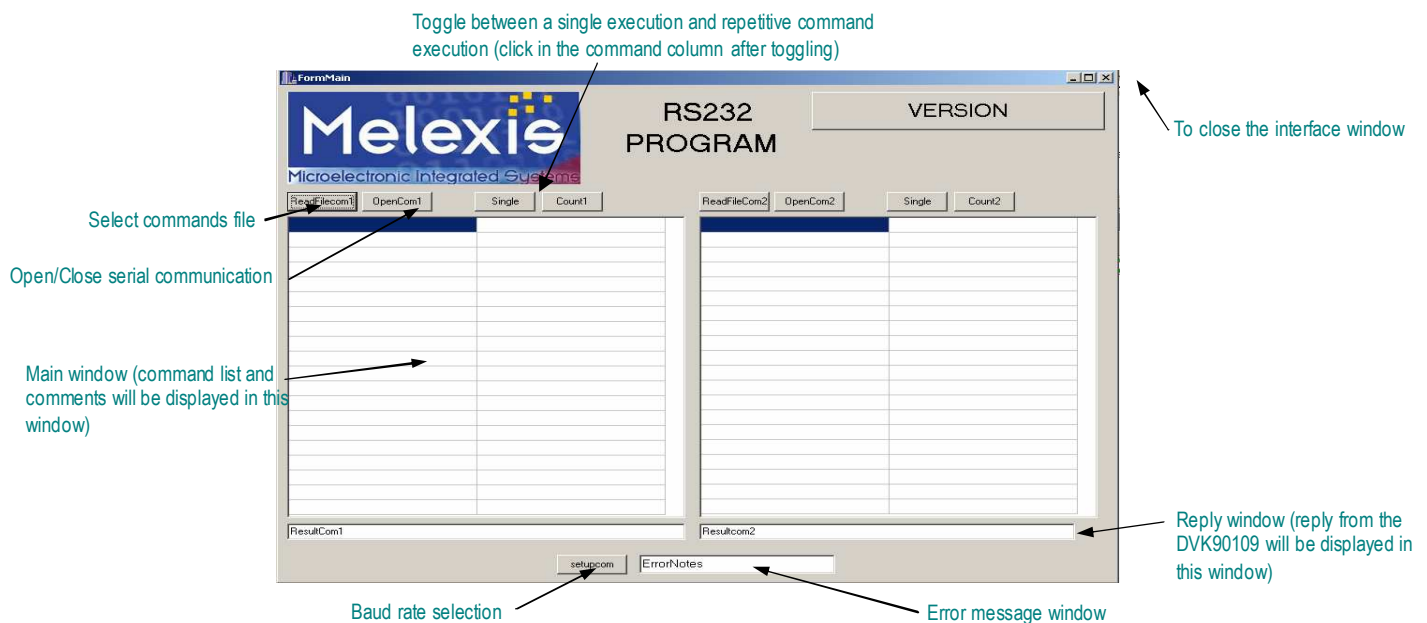 Toggle between a single execution and repetitive command
execution (click in the command column after toggling)
FormMain
Melexis
Microelectronic Integrated Systems
RS232
PROGRAM
VERSION
To close the interface window
ReadFilecom1 OpenCom1 Single Count1
ReadFileCom2 OpenCom2 Single Count2
Select commands file
Open/Close serial communication
Main window (command list and
comments will be displayed in this
window)
ResultCom1
Resultcom2
Reply window (reply from the
DVK90109 will be displayed in
this window)
setupcom ErrorNotes
Baud rate selection
Error message window